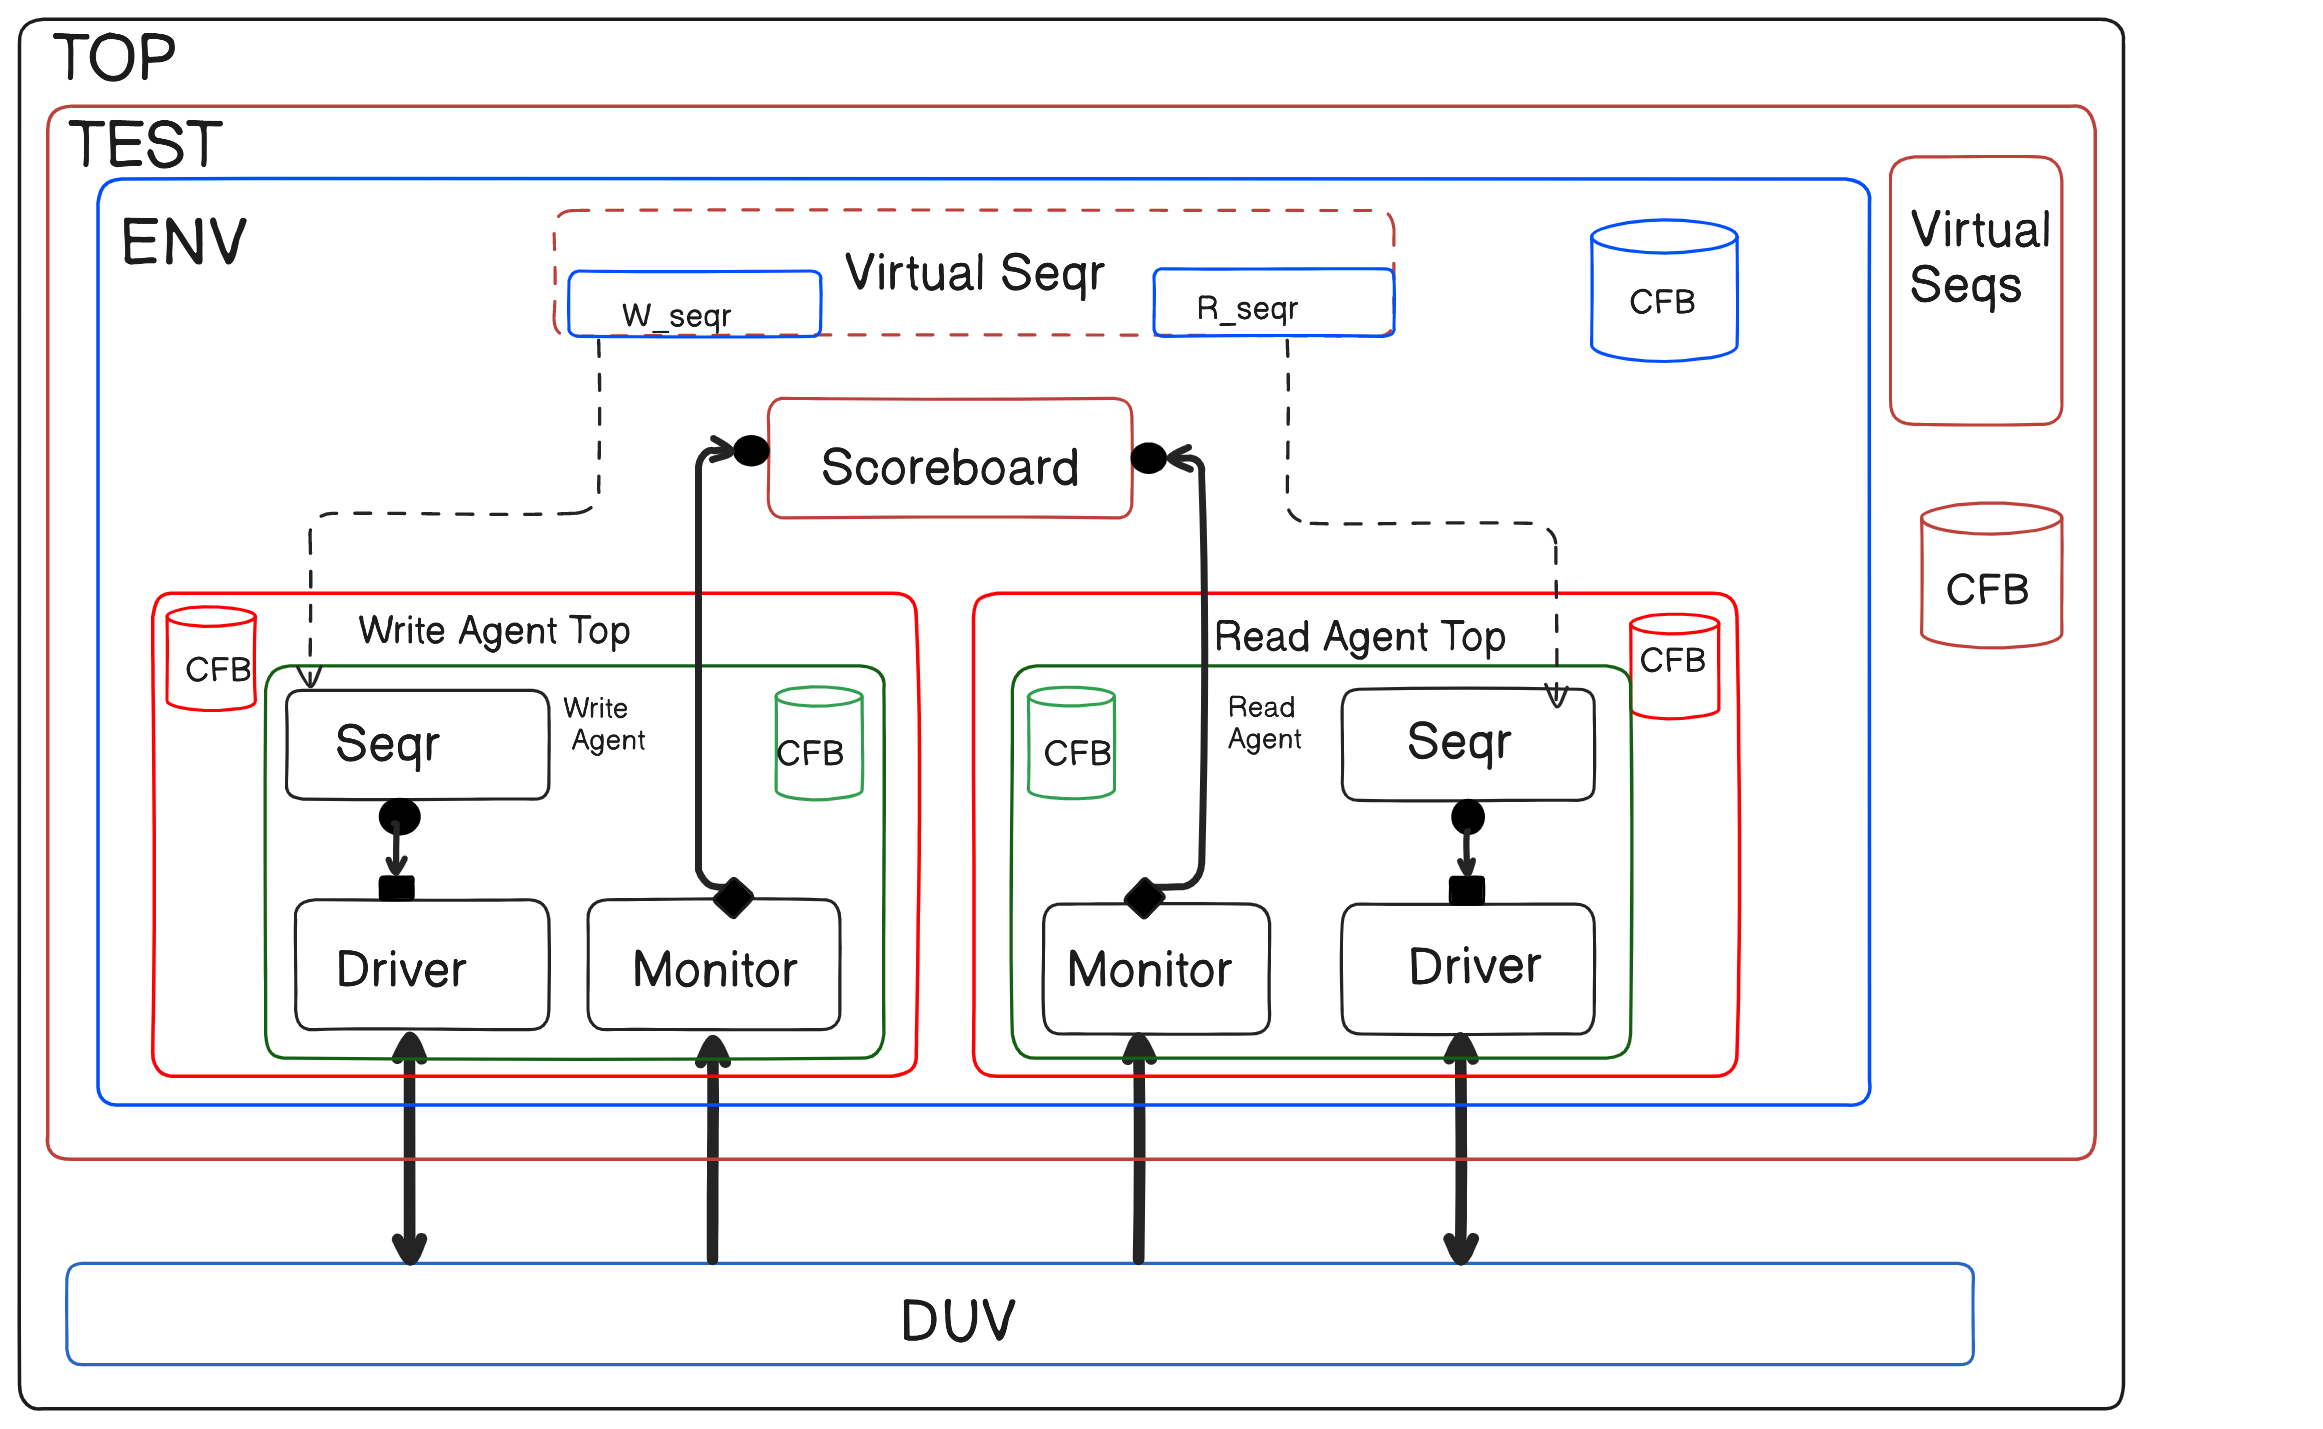 TOP
TEST
ENV
Virtual Seqr
W_seqr
R_seqr
CFB
Virtual
Seqs
Scoreboard
CFB
Write Agent Top
CFB
Seqr
Write
Agent
CFB
Driver
Monitor
Read Agent Top
CFB
CFB
Read
Agent
Seqr
Monitor
Driver
DUV